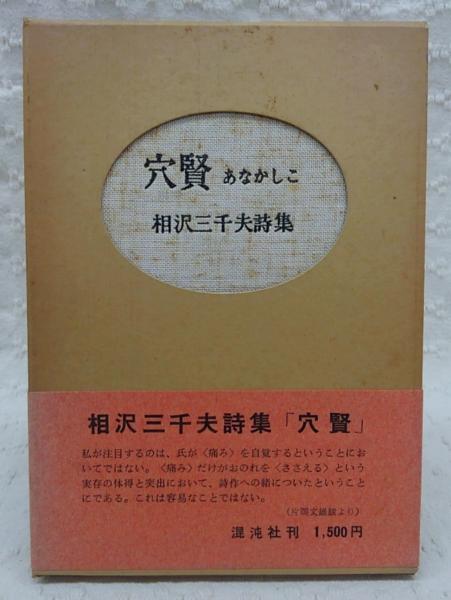 穴賢 あなかしこ
相沢三千夫詩集
相沢三千夫詩集「穴賢」
私が注目するのは、氏が〈痛み〉を自覚するということにお
いてではない。〈痛み〉だけがおのれを〈ささえる〉という
実存の体得と突出において、詩作への緒についたということ
にである。これは容易なことではない。
(片岡文雄跋より)
混沌社刊 1,500円